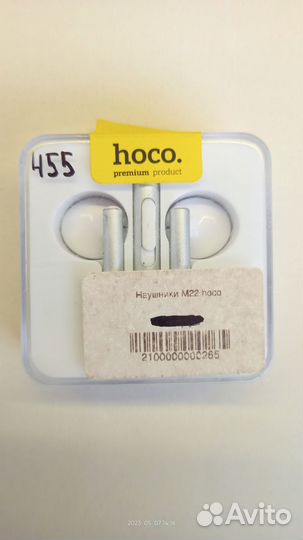 455
hoco.
premium product
Наушники M22 hoco
2100000000265
2023.05.07 14:14
Avito